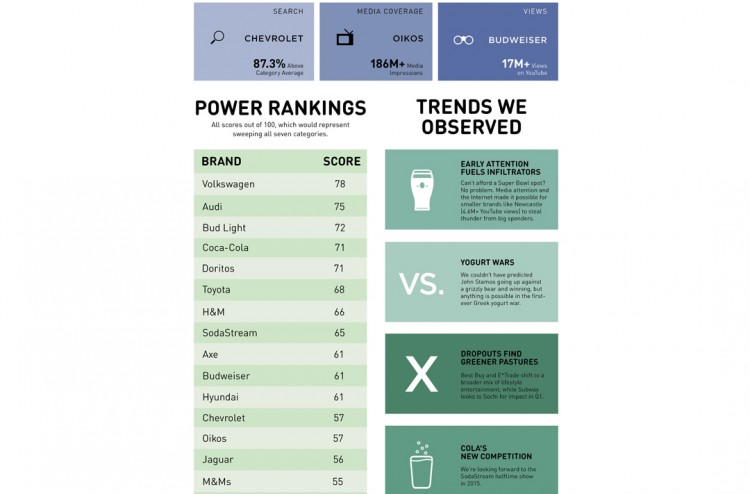 SEARCH
CHEVROLET
87.3% Above
Category Average
MEDIA COVERAGE
OIKOS
186M+ Media
Impressions
VIEWS
BUDWEISER
17M+ Views
on YouTube
POWER RANKINGS
All scores out of 100, which would represent
sweeping all seven categories.
BRAND SCORE
Volkswagen 78
Audi 75
Bud Light 72
Coca-Cola 71
Doritos 71
Toyota 68
H&M 66
SodaStream 65
Axe 61
Budweiser 61
Hyundai 61
Chevrolet 57
Oikos 57
Jaguar 56
M&Ms 55
TRENDS WE
OBSERVED
EARLY ATTENTION
FUELS INFILTRATORS
Can't afford a Super Bowl spot?
No problem. Media attention and
the Internet made it possible for
smaller brands like Newcastle
(4.6M+ YouTube views) to steal
thunder from big spenders.
VS.
YOGURT WARS
We couldn't have predicted
John Stamos going up against
a grizzly bear and winning, but
anything is possible in the first-
ever Greek yogurt war.
X
DROPOUTS FIND
GREENER PASTURES
Best Buy and E*Trade shift to a
broader mix of lifestyle
entertainment, while Subway
looks to Sochi for impact in Q1.
COLA'S
NEW COMPETITION
We're looking forward to the
SodaStream halftime show
in 2015.